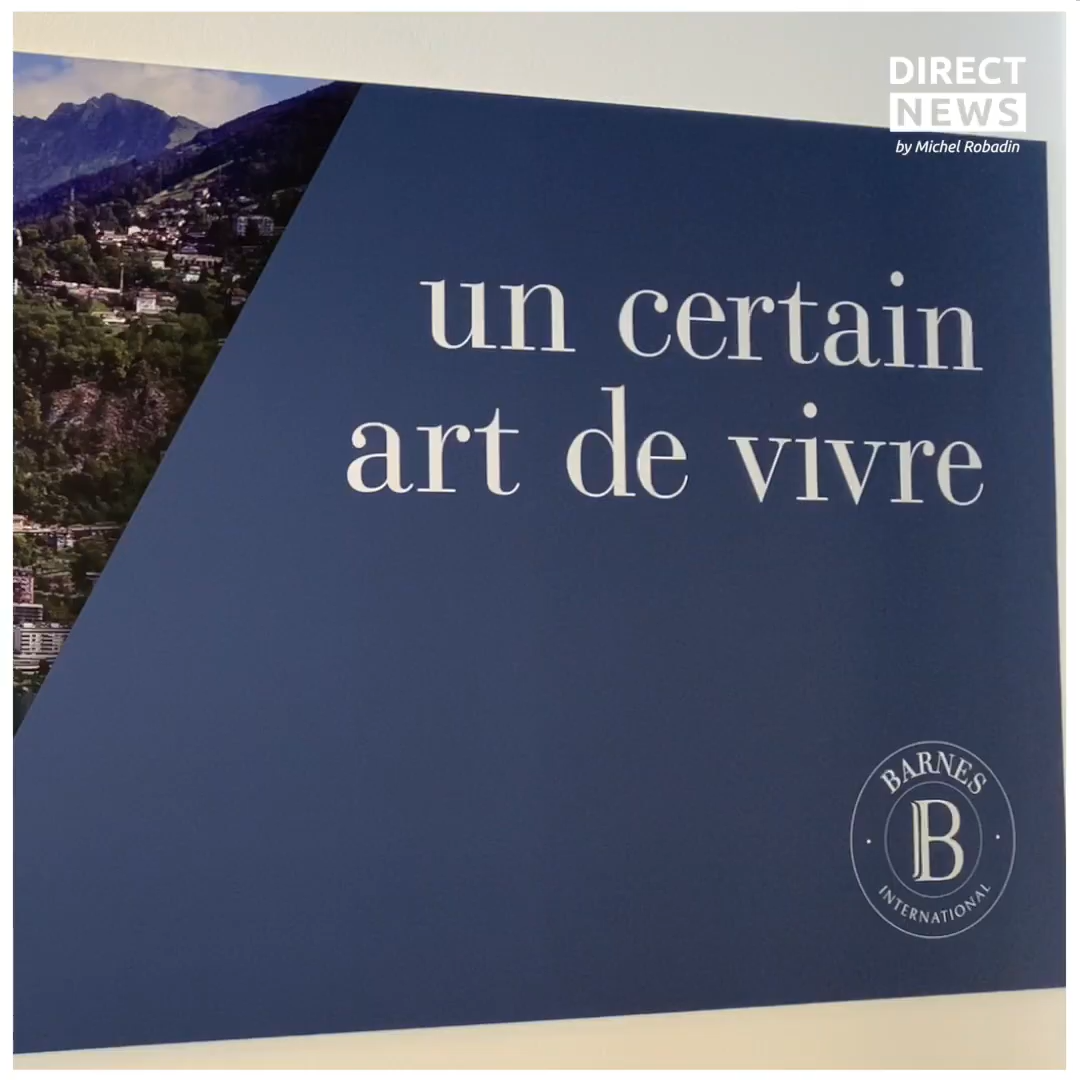 DIRECT
NEWS
by Michel Robadin
un certain
art de vivre
BARNES
B
INTERNATIONAL